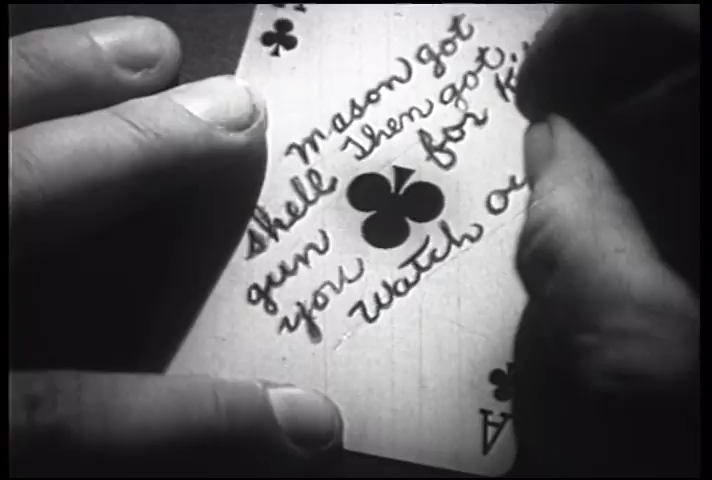 mason got
shell Then got
gun for
you
Watch